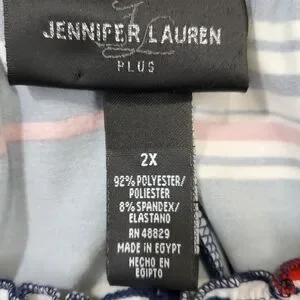 JENNIFER LAUREN
PLUS
2X
92% POLYESTER/
POLIESTER
8% SPANDEX/
ELASTANO
RN 48829
MADE IN EGYPT
HECHO EN
EGIPTO